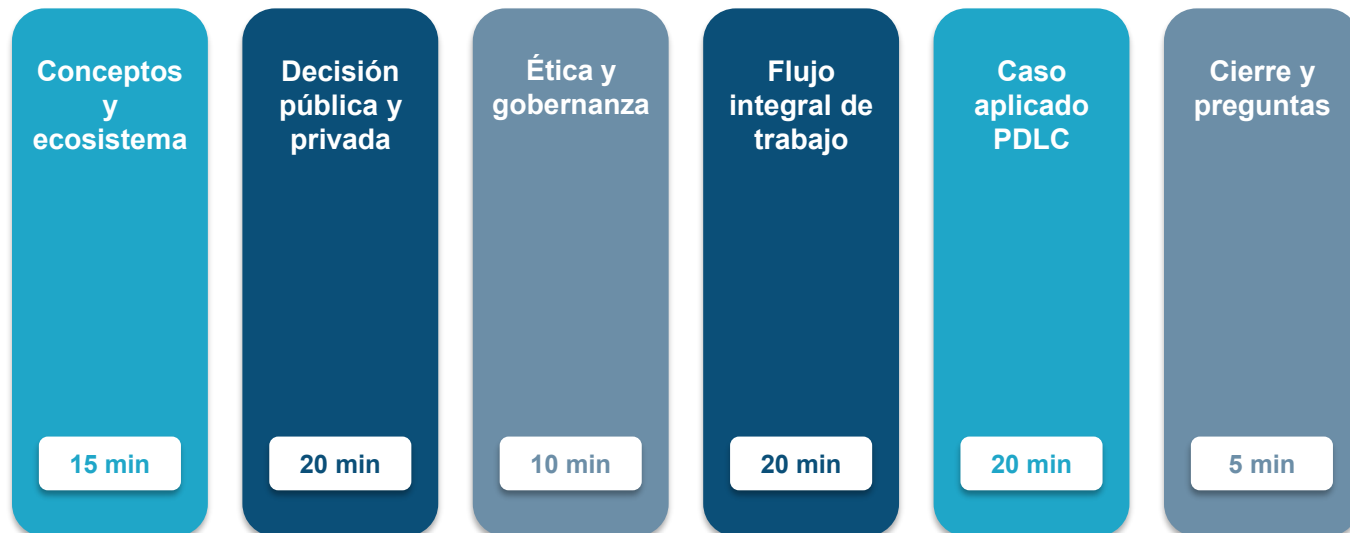 Conceptos
y
ecosistema
15 min
Decisión
pública y
privada
20 min
Ética y
gobernanza
10 min
Flujo
integral de
trabajo
20 min
Caso
aplicado
PDLC
20 min
Cierre y
preguntas
5 min